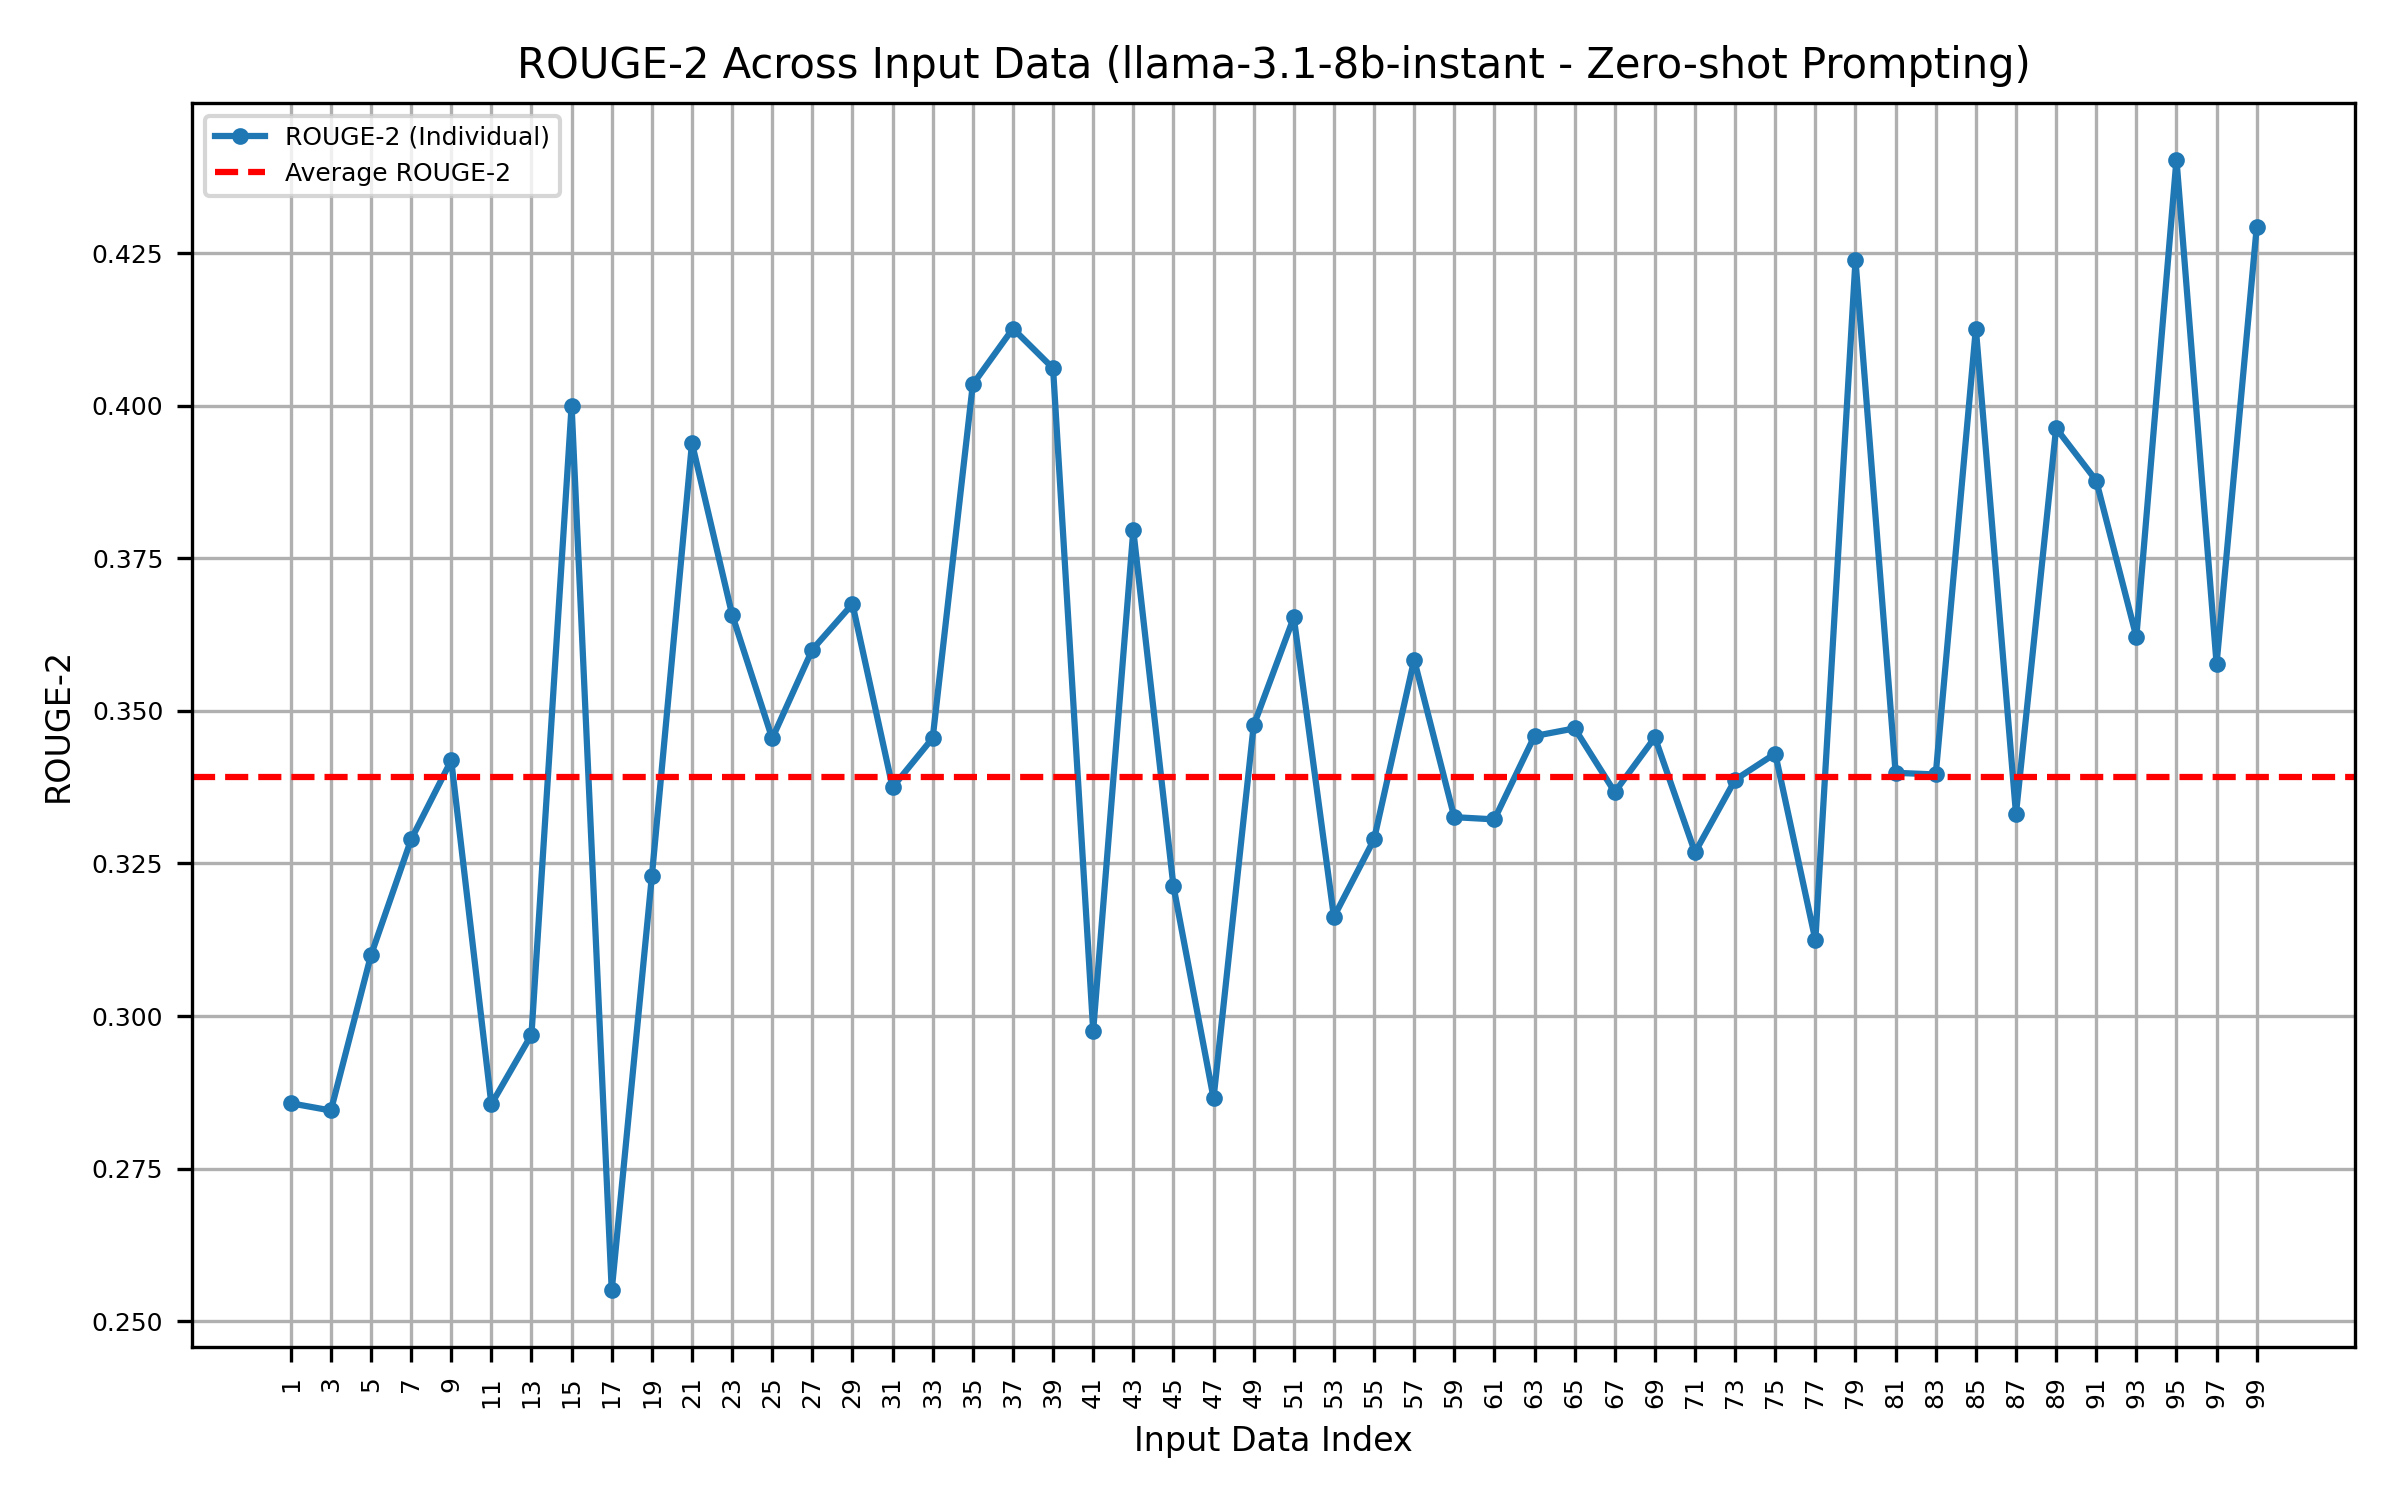 ROUGE-2 Across Input Data (llama-3.1-8b-instant - Zero-shot Prompting)
ROUGE-2 (Individual)
Average ROUGE-2
0.425
0.400
0.375
0.350
0.325
0.300
0.275
0.250
ROUGE-2
1 3 5 7 9 11 13 15 17 19 21 23 25 27 29 31 33 35 37 39 41 43 45 47 49 51 53 55 57 59 61 63 65 67 69 71 73 75 77 79 81 83 85 87 89 91 93 95 97 99
Input Data Index